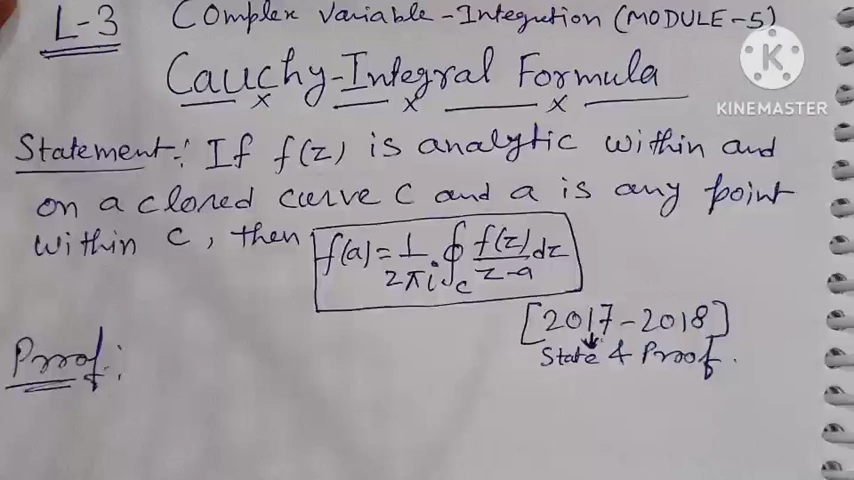 L-3 Complex Variable-Integration (MODULE-5)
Cauchy-Integral Formula
KINEMASTER
Statement: If f(z) is analytic within and
on a closed curve C and a is any point
within C, then f(a) = 1/2πi ∮_C f(z)/z-a dz
[2017-2018]
State & Proof.
Proof: